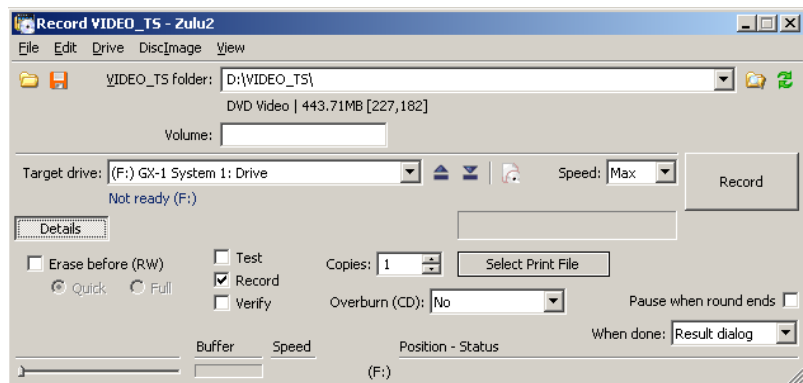 Record VIDEO_TS - Zulu2
File Edit Drive DiscImage View
VIDEO_TS folder: D:\VIDEO_TS\
DVD Video | 443.71MB [227,182]
Volume:
Target drive: (F:) GX-1 System 1: Drive Speed: Max Record
Not ready (F:)
Details
Erase before (RW) Test Copies: 1 Select Print File
Quick Full Record
Verify Overburn (CD): No Pause when round ends
When done: Result dialog
Buffer Speed Position - Status
(F:)